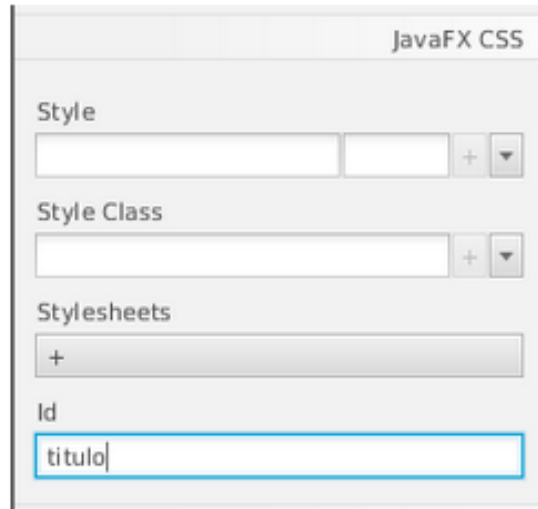 JavaFX CSS
Style
+
Style Class
+
Stylesheets
+
Id
titulo